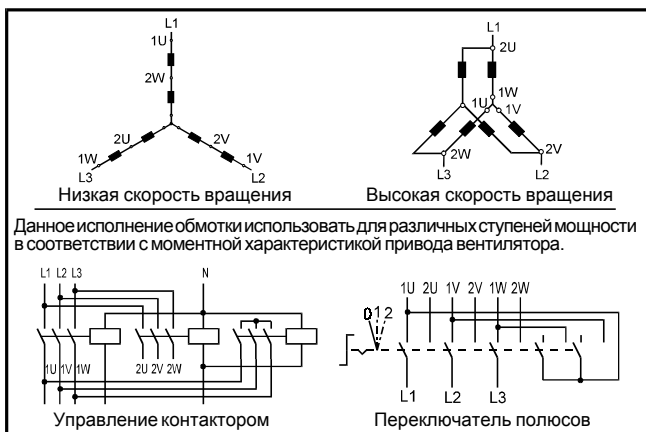 L1
1U
2W
2U
2V
1W
1V
L3
L2
Низкая скорость вращения
L1
2U
1W
1U
1V
2W
2V
L3
L2
Высокая скорость вращения
Данное исполнение обмотки использовать для различных ступеней мощности
в соответствии с моментной характеристикой привода вентилятора.
L1 L2 L3 N
1U 1V 1W 2U 2V 2W
Управление контактором
1U 2U 1V 2V 1W 2W
0 1 2
L1 L2 L3
Переключатель полюсов